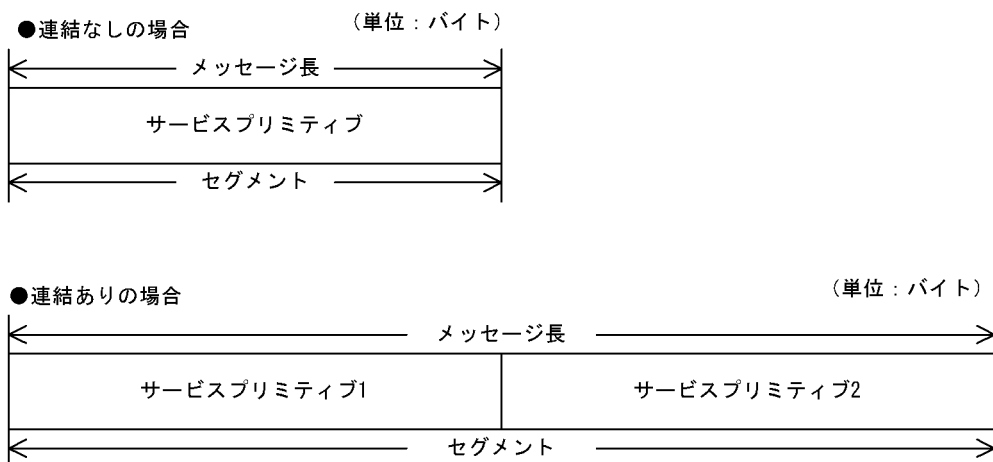 ●連結なしの場合 （単位：バイト）
メッセージ長
サービスプリミティブ
セグメント
●連結ありの場合 （単位：バイト）
メッセージ長
サービスプリミティブ1 サービスプリミティブ2
セグメント